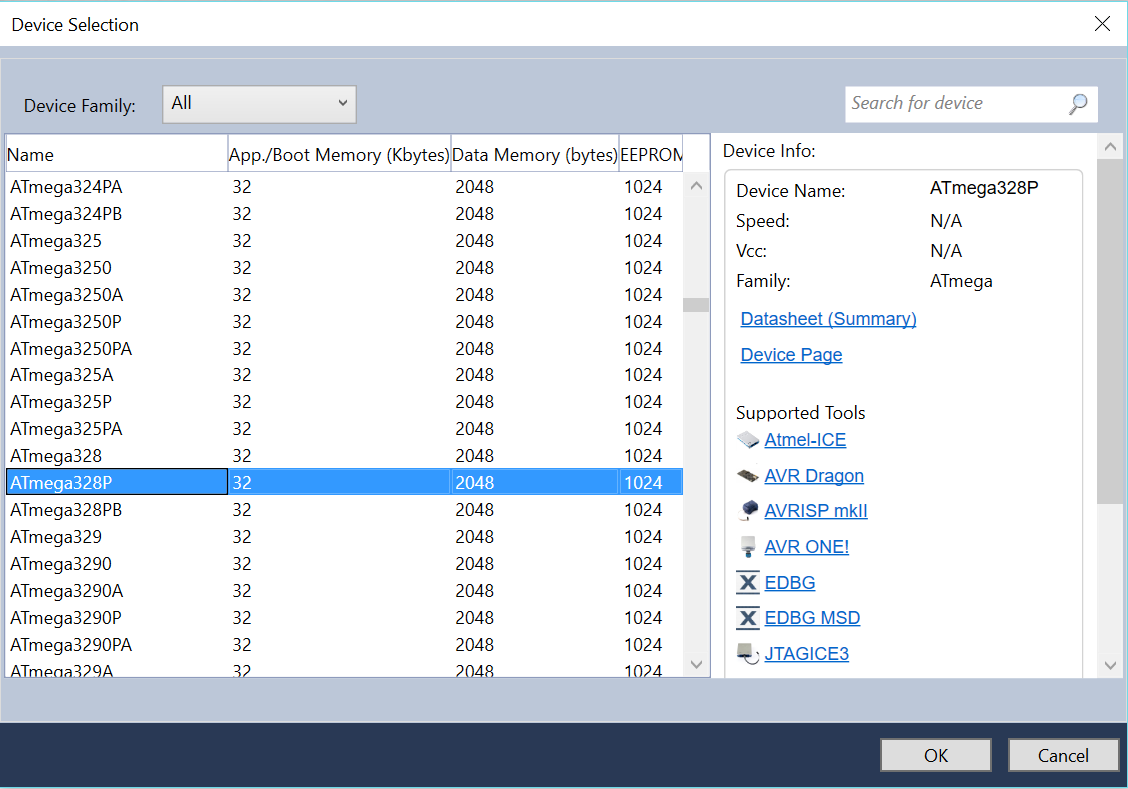 Device Selection
Device Family: All Search for device
Name App./Boot Memory (Kbytes) Data Memory (bytes) EEPROM
ATmega324PA 32 2048 1024
ATmega324PB 32 2048 1024
ATmega325 32 2048 1024
ATmega3250 32 2048 1024
ATmega3250A 32 2048 1024
ATmega3250P 32 2048 1024
ATmega3250PA 32 2048 1024
ATmega325A 32 2048 1024
ATmega325P 32 2048 1024
ATmega325PA 32 2048 1024
ATmega328 32 2048 1024
ATmega328P 32 2048 1024
ATmega328PB 32 2048 1024
ATmega329 32 2048 1024
ATmega3290 32 2048 1024
ATmega3290A 32 2048 1024
ATmega3290P 32 2048 1024
ATmega3290PA 32 2048 1024
ATmega329A 32 2048 1024
Device Info:
Device Name: ATmega328P
Speed: N/A
Vcc: N/A
Family: ATmega
Datasheet (Summary)
Device Page
Supported Tools
Atmel-ICE
AVR Dragon
AVRISP mkII
AVR ONE!
EDBG
EDBG MSD
JTAGICE3
OK Cancel